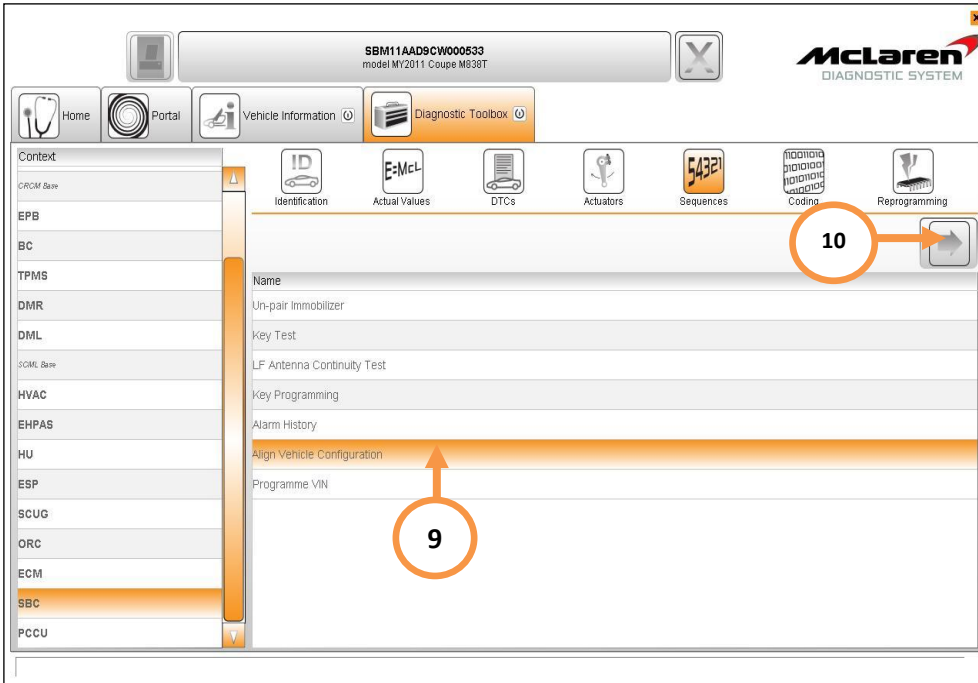 SBM11AAD9CW000533
model MY2011 Coupe M838T
McLaren
DIAGNOSTIC SYSTEM
Home
Portal
Vehicle Information
Diagnostic Toolbox
Context
CRCM Base
EPB
BC
TPMS
DMR
DML
SCML Base
HVAC
EHPAS
HU
ESP
SCUG
ORC
ECM
SBC
PCCU
ID
Identification
E=McL
Actual Values
DTCs
Actuators
54321
Sequences
Coding
Reprogramming
10
Name
Un-pair Immobilizer
Key Test
LF Antenna Continuity Test
Key Programming
Alarm History
Align Vehicle Configuration
Programme VIN
9